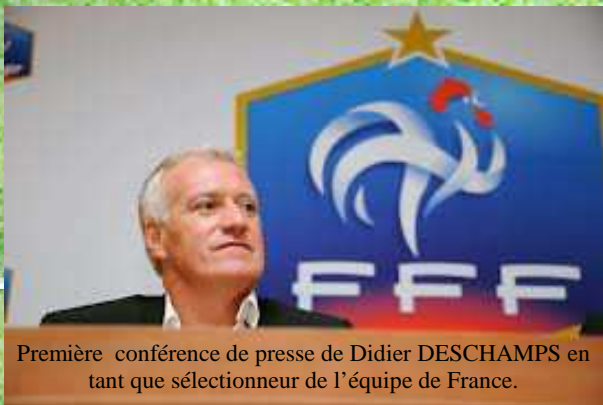 FFF
Première conférence de presse de Didier DESCHAMPS en
tant que sélectionneur de l'équipe de France.